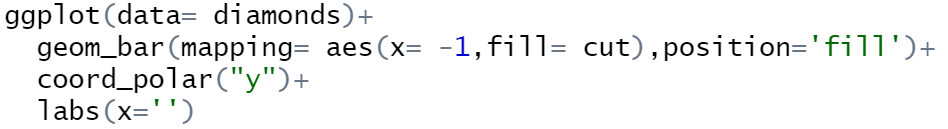 ggplot(data= diamonds)+
  geom_bar(mapping= aes(x= -1,fill= cut),position='fill')+
  coord_polar("y")+
  labs(x='')